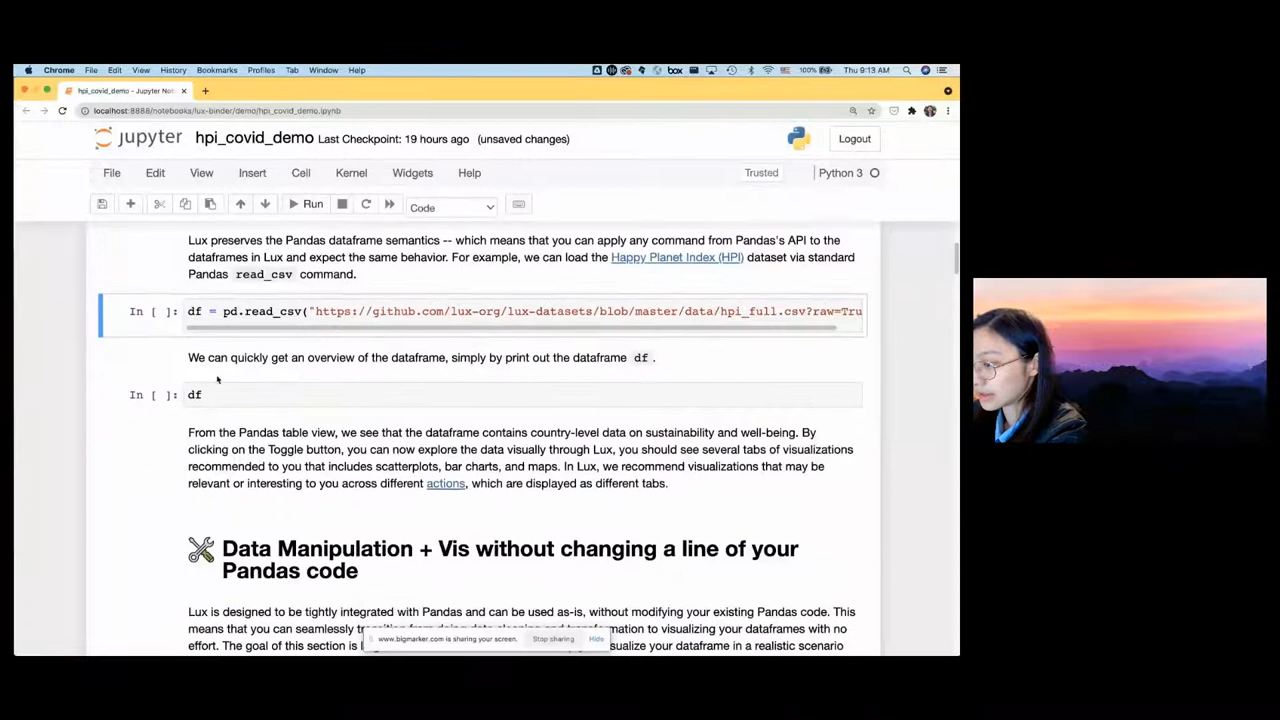 Chrome File Edit View History Bookmarks Profiles Tab Window Help box 100% Thu 9:13 AM
hpi_covid_demo - Jupyter Not
localhost:8888/notebooks/lux-binder/demo/hpi_covid_demo.ipynb
jupyter hpi_covid_demo Last Checkpoint: 19 hours ago (unsaved changes) Logout
File Edit View Insert Cell Kernel Widgets Help Trusted Python 3
Run Code
Lux preserves the Pandas dataframe semantics -- which means that you can apply any command from Pandas's API to the
dataframes in Lux and expect the same behavior. For example, we can load the Happy Planet Index (HPI) dataset via standard
Pandas read_csv command.
In [ ]: df = pd.read_csv("https://github.com/lux-org/lux-datasets/blob/master/data/hpi_full.csv?raw=Tru
We can quickly get an overview of the dataframe, simply by print out the dataframe df.
In [ ]: df
From the Pandas table view, we see that the dataframe contains country-level data on sustainability and well-being. By
clicking on the Toggle button, you can now explore the data visually through Lux, you should see several tabs of visualizations
recommended to you that includes scatterplots, bar charts, and maps. In Lux, we recommend visualizations that may be
relevant or interesting to you across different actions, which are displayed as different tabs.
Data Manipulation + Vis without changing a line of your
Pandas code
Lux is designed to be tightly integrated with Pandas and can be used as-is, without modifying your existing Pandas code. This
means that you can seamlessly to visualizing your dataframes with no
effort. The goal of this section is your dataframe in a realistic scenario
www.bigmarker.com is sharing your screen. Stop sharing Hide